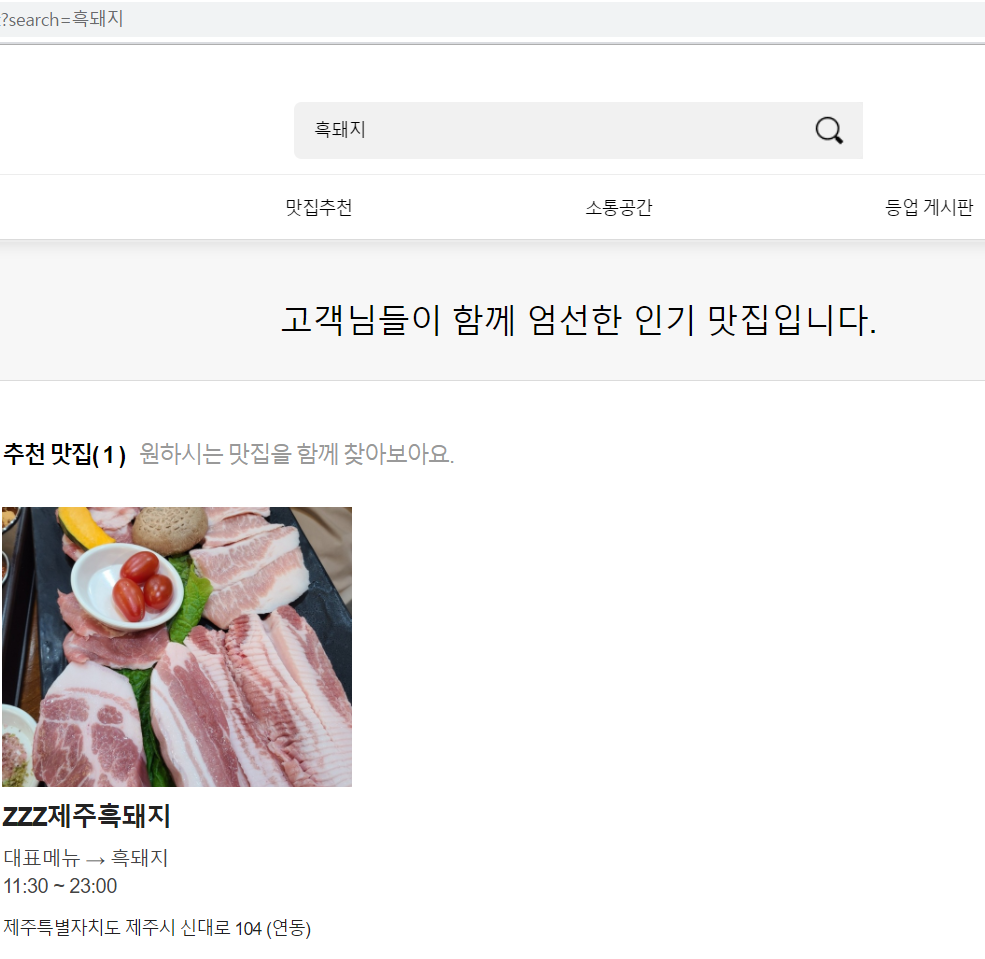 ?search=흑돼지
흑돼지
맛집추천 소통공간 등업 게시판
고객님들이 함께 엄선한 인기 맛집입니다.
추천 맛집( 1 ) 원하시는 맛집을 함께 찾아보아요.
ZZZ제주흑돼지
대표메뉴 → 흑돼지
11:30 ~ 23:00
제주특별자치도 제주시 신대로 104 (연동)